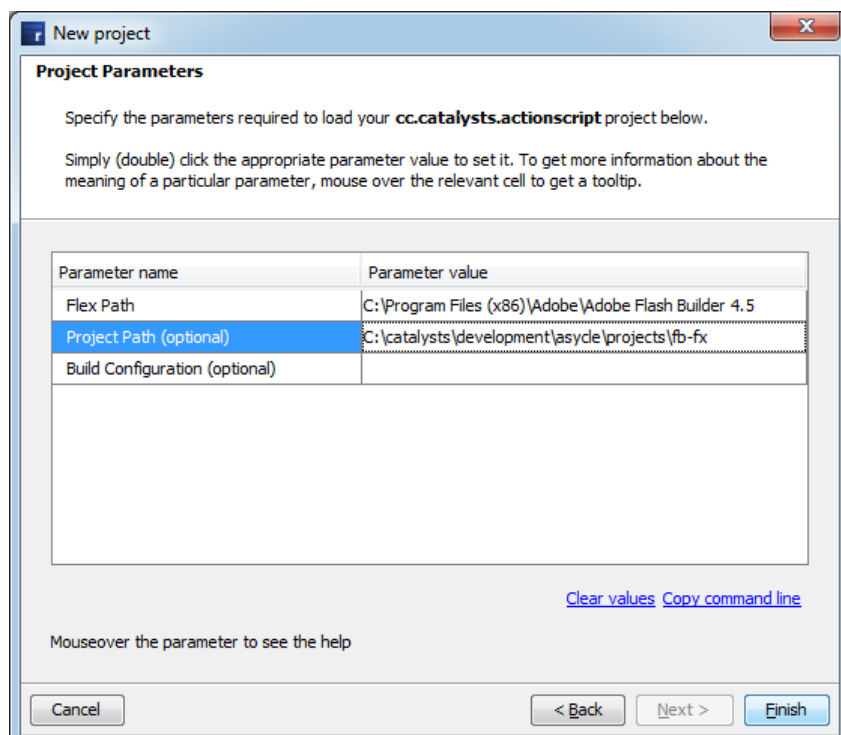 r New project
X
Project Parameters
Specify the parameters required to load your cc.catalysts.actionscript project below.
Simply (double) click the appropriate parameter value to set it. To get more information about the
meaning of a particular parameter, mouse over the relevant cell to get a tooltip.
Parameter name Parameter value
Flex Path C:\Program Files (x86)\Adobe\Adobe Flash Builder 4.5
Project Path (optional) C:\catalysts\development\asycle\projects\fb-fx
Build Configuration (optional)
Clear values Copy command line
Mouseover the parameter to see the help
Cancel < Back Next > Finish